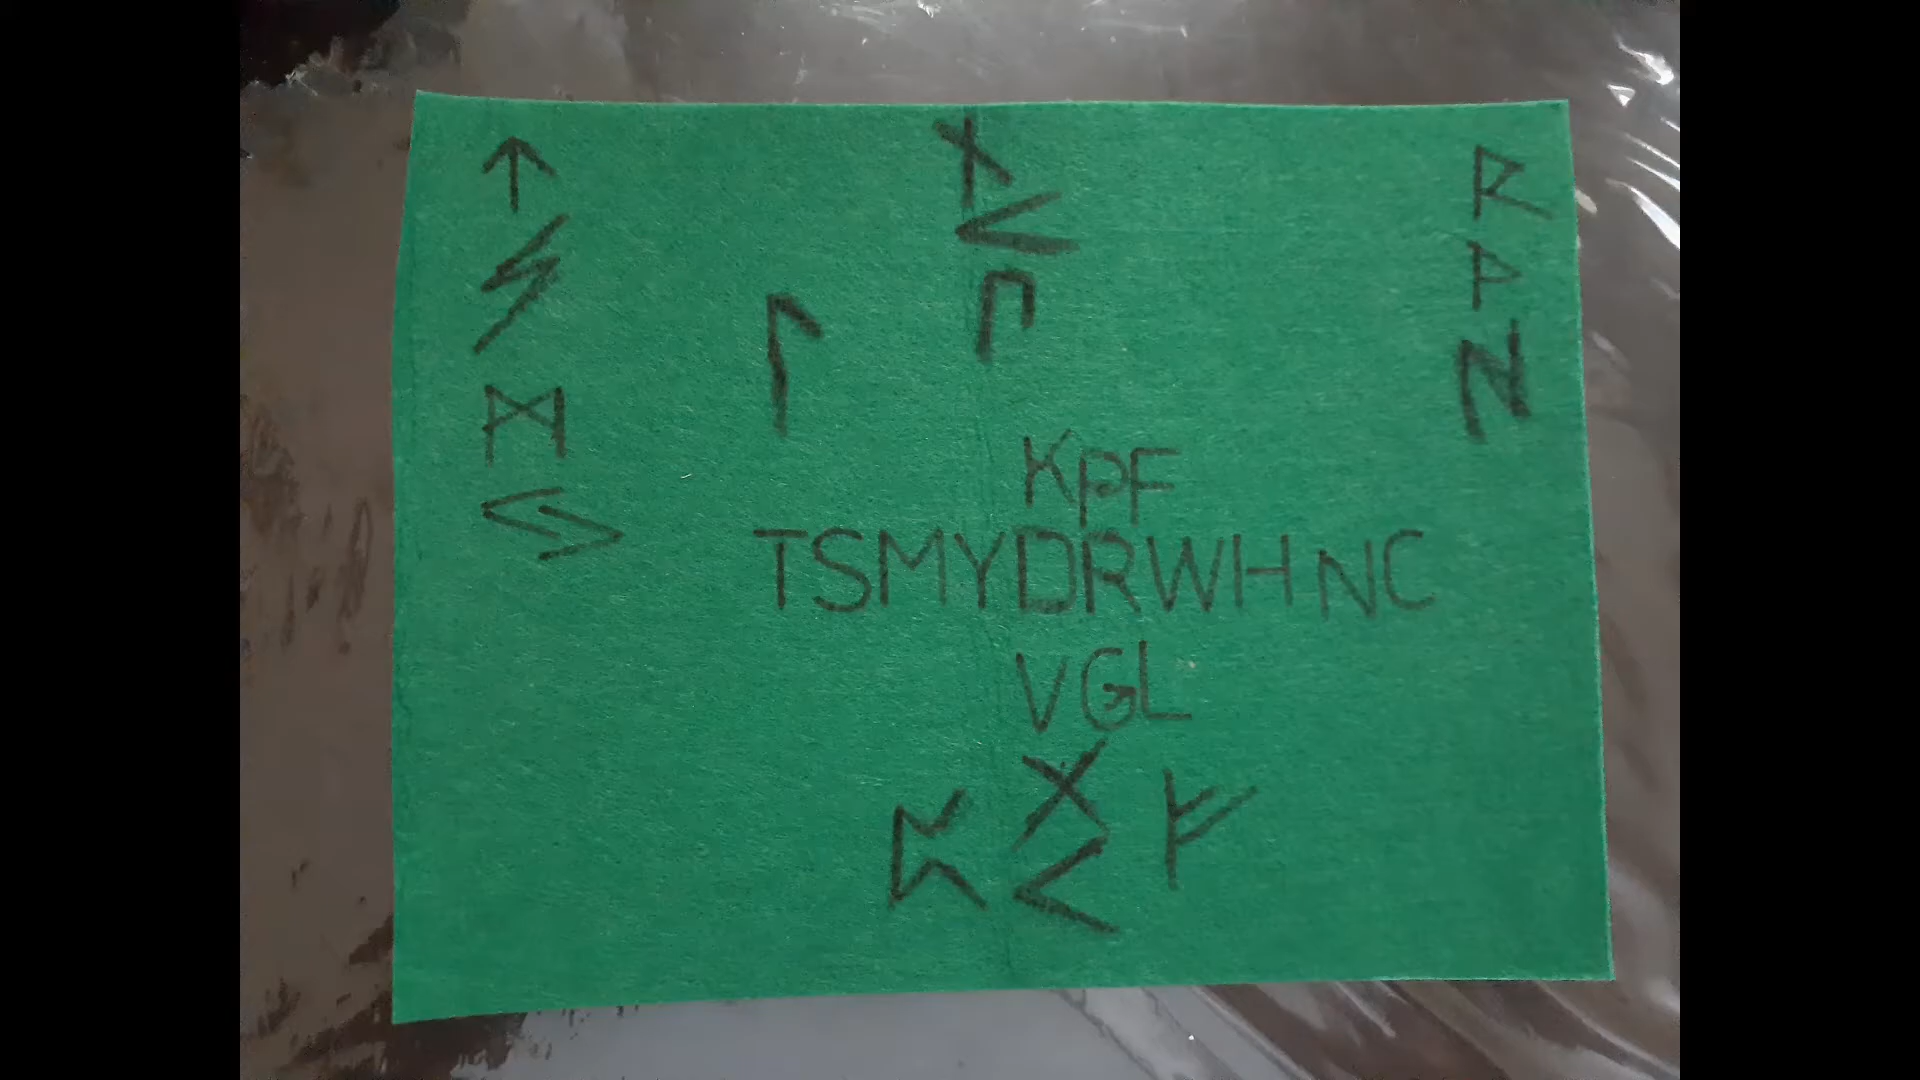 ᛏ
ᛋ
ᛗ
ᛃ
ᛚ
ᚾ
ᚲ
ᚢ
ᚱ
ᚹ
ᚺ
KPF
TSMYDRWHNC
VGL
ᛈ ᚷ ᚠ
ᚲ